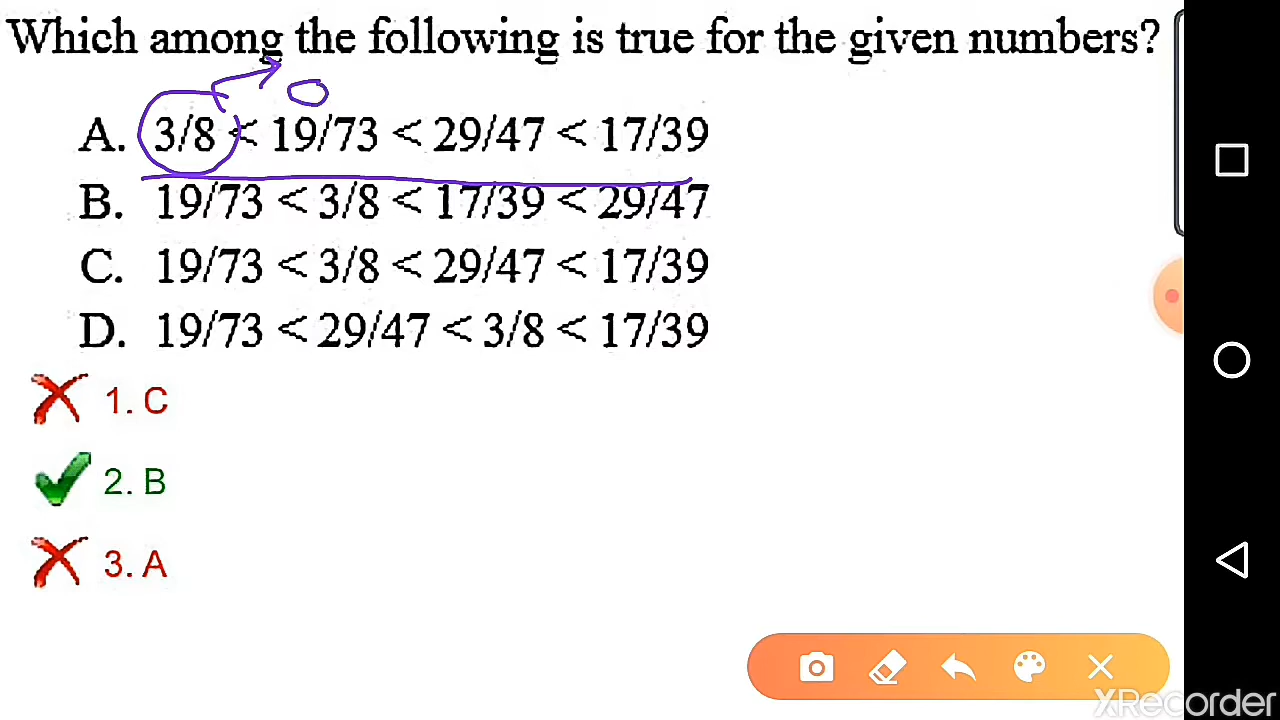 Which among the following is true for the given numbers?
A. 3/8 < 19/73 < 29/47 < 17/39
B. 19/73 < 3/8 < 17/39 < 29/47
C. 19/73 < 3/8 < 29/47 < 17/39
D. 19/73 < 29/47 < 3/8 < 17/39
1. C
2. B
3. A
XRecorder